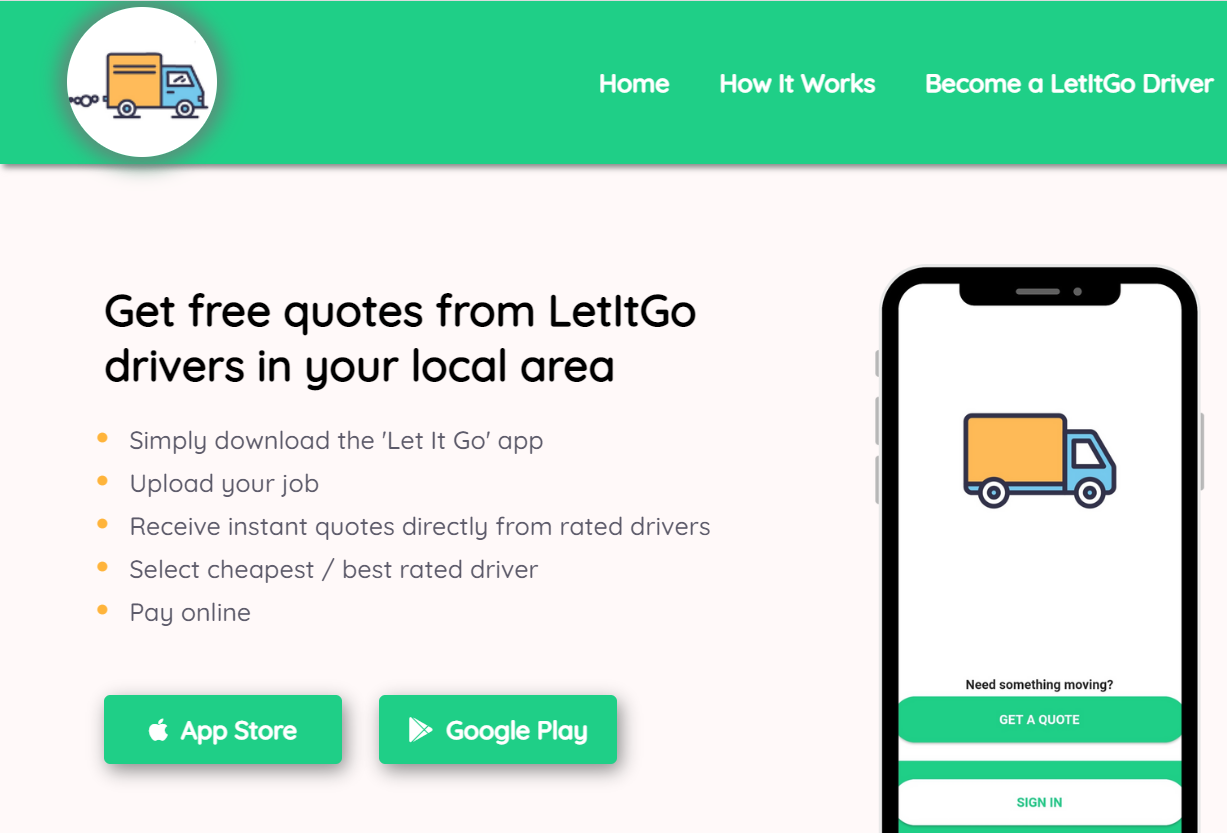 Home How It Works Become a LetItGo Driver
Get free quotes from LetItGo
drivers in your local area
Simply download the 'Let It Go' app
Upload your job
Receive instant quotes directly from rated drivers
Select cheapest / best rated driver
Pay online
App Store Google Play
Need something moving?
GET A QUOTE
SIGN IN